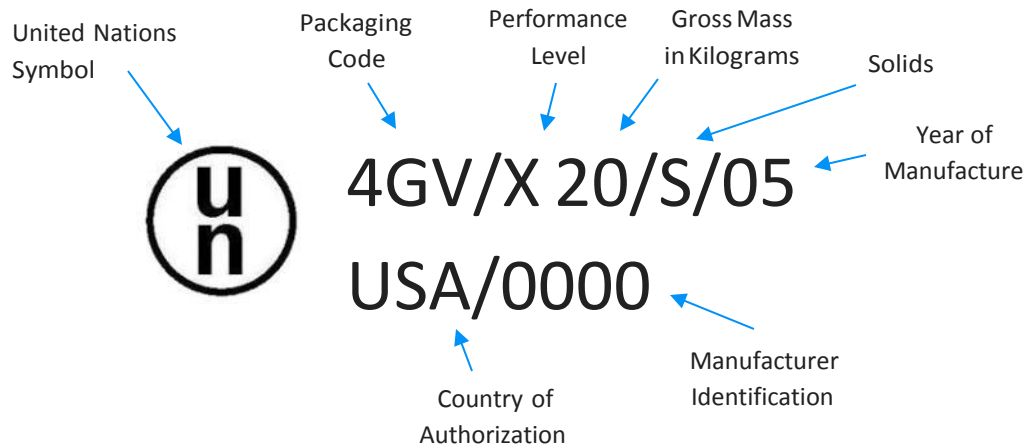 United Nations
Symbol
Packaging
Code
Performance
Level
Gross Mass
in Kilograms
Solids
Year of
Manufacture
un
4GV/X 20/S/05
USA/0000
Manufacturer
Identification
Country of
Authorization